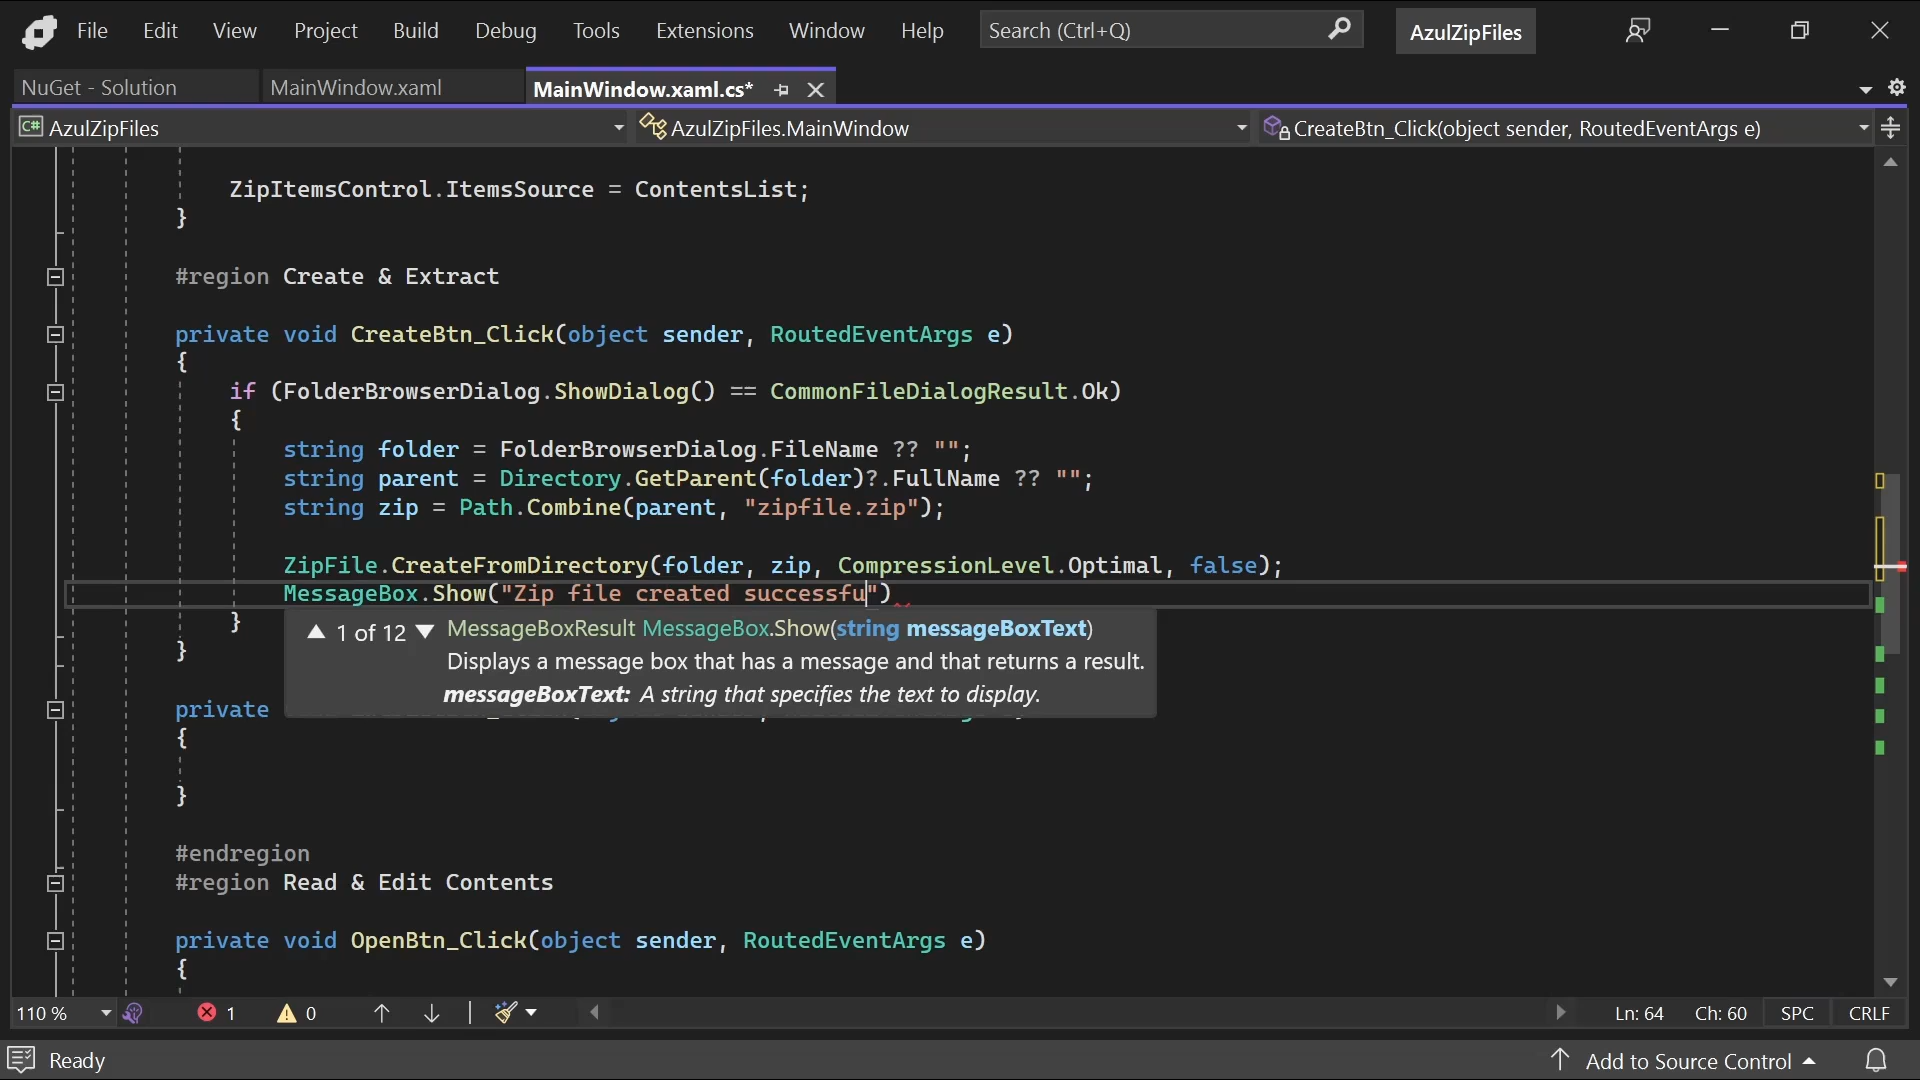 File Edit View Project Build Debug Tools Extensions Window Help Search (Ctrl+Q) AzulZipFiles
NuGet - Solution MainWindow.xaml MainWindow.xaml.cs*
C# AzulZipFiles AzulZipFiles.MainWindow CreateBtn_Click(object sender, RoutedEventArgs e)
ZipItemsControl.ItemsSource = ContentsList;
}
#region Create & Extract
private void CreateBtn_Click(object sender, RoutedEventArgs e)
{
if (FolderBrowserDialog.ShowDialog() == CommonFileDialogResult.Ok)
{
string folder = FolderBrowserDialog.FileName ?? "";
string parent = Directory.GetParent(folder)?.FullName ?? "";
string zip = Path.Combine(parent, "zipfile.zip");
ZipFile.CreateFromDirectory(folder, zip, CompressionLevel.Optimal, false);
MessageBox.Show("Zip file created successfu")
}
1 of 12 MessageBoxResult MessageBox.Show(string messageBoxText)
Displays a message box that has a message and that returns a result.
messageBoxText: A string that specifies the text to display.
}
private
{
}
#endregion
#region Read & Edit Contents
private void OpenBtn_Click(object sender, RoutedEventArgs e)
{
110 % 1 0 Ln: 64 Ch: 60 SPC CRLF
Ready Add to Source Control